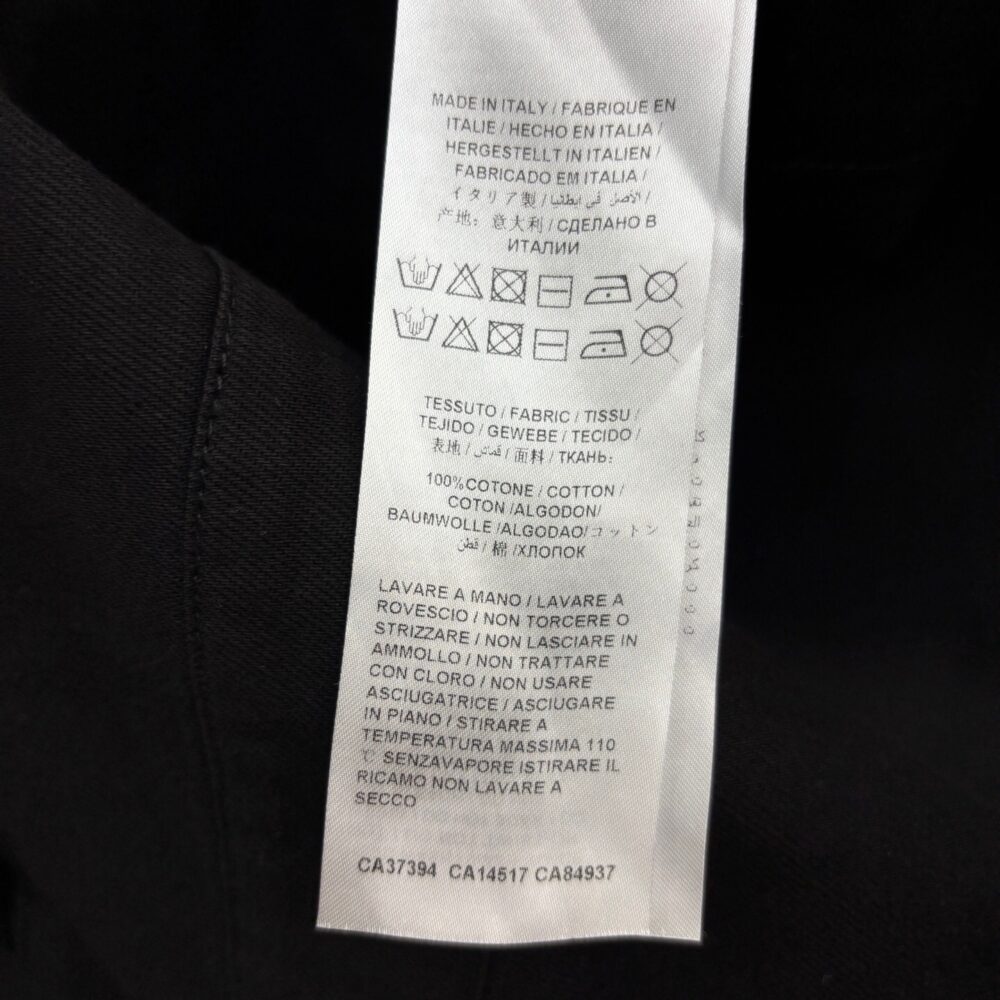 MADE IN ITALY / FABRIQUE EN
ITALIE / HECHO EN ITALIA /
HERGESTELLT IN ITALIEN /
FABRICADO EM ITALIA /
イタリア製 / الأصل في ايطاليا /
产地: 意大利 / СДЕЛАНО В
ИТАЛИИ
TESSUTO / FABRIC / TISSU /
TEJIDO / GEWEBE / TECIDO /
表地 / قماش / 面料 / ТКАНЬ:
100%COTONE / COTTON /
COTON /ALGODON/
BAUMWOLLE /ALGODAO/コットン
قطن / 棉 /ХЛОПОК
LAVARE A MANO / LAVARE A
ROVESCIO / NON TORCERE O
STRIZZARE / NON LASCIARE IN
AMMOLLO / NON TRATTARE
CON CLORO / NON USARE
ASCIUGATRICE / ASCIUGARE
IN PIANO / STIRARE A
TEMPERATURA MASSIMA 110
℃ SENZAVAPORE ISTIRARE IL
RICAMO NON LAVARE A
SECCO
CA37394 CA14517 CA84937